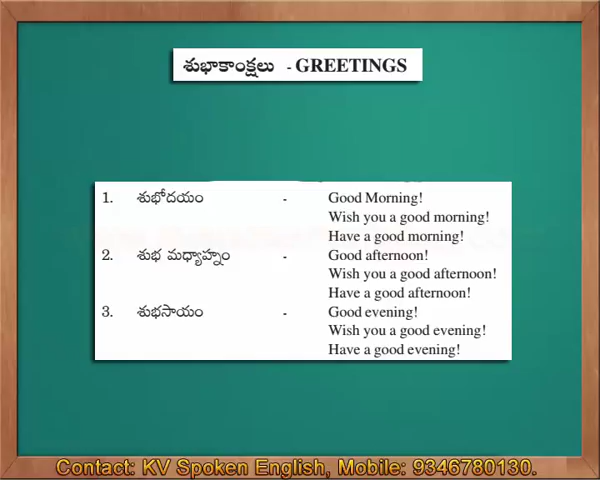 శుభాకాంక్షలు - GREETINGS
1. శుభోదయం - Good Morning!
Wish you a good morning!
Have a good morning!
2. శుభ మధ్యాహ్నం - Good afternoon!
Wish you a good afternoon!
Have a good afternoon!
3. శుభసాయం - Good evening!
Wish you a good evening!
Have a good evening!
Contact: KV Spoken English, Mobile: 9346780130.